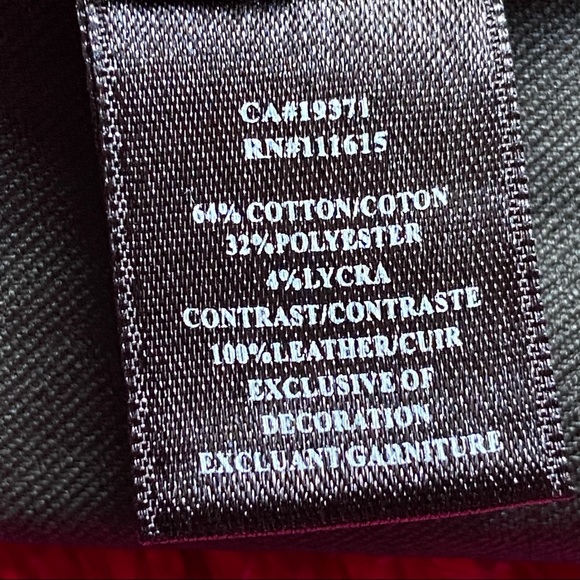 CA#19371
RN#111615
64% COTTON/COTON
32%POLYESTER
4%LYCRA
CONTRAST/CONTRASTE
100%LEATHER/CUIR
EXCLUSIVE OF
DECORATION
EXCLUANT GARNITURE